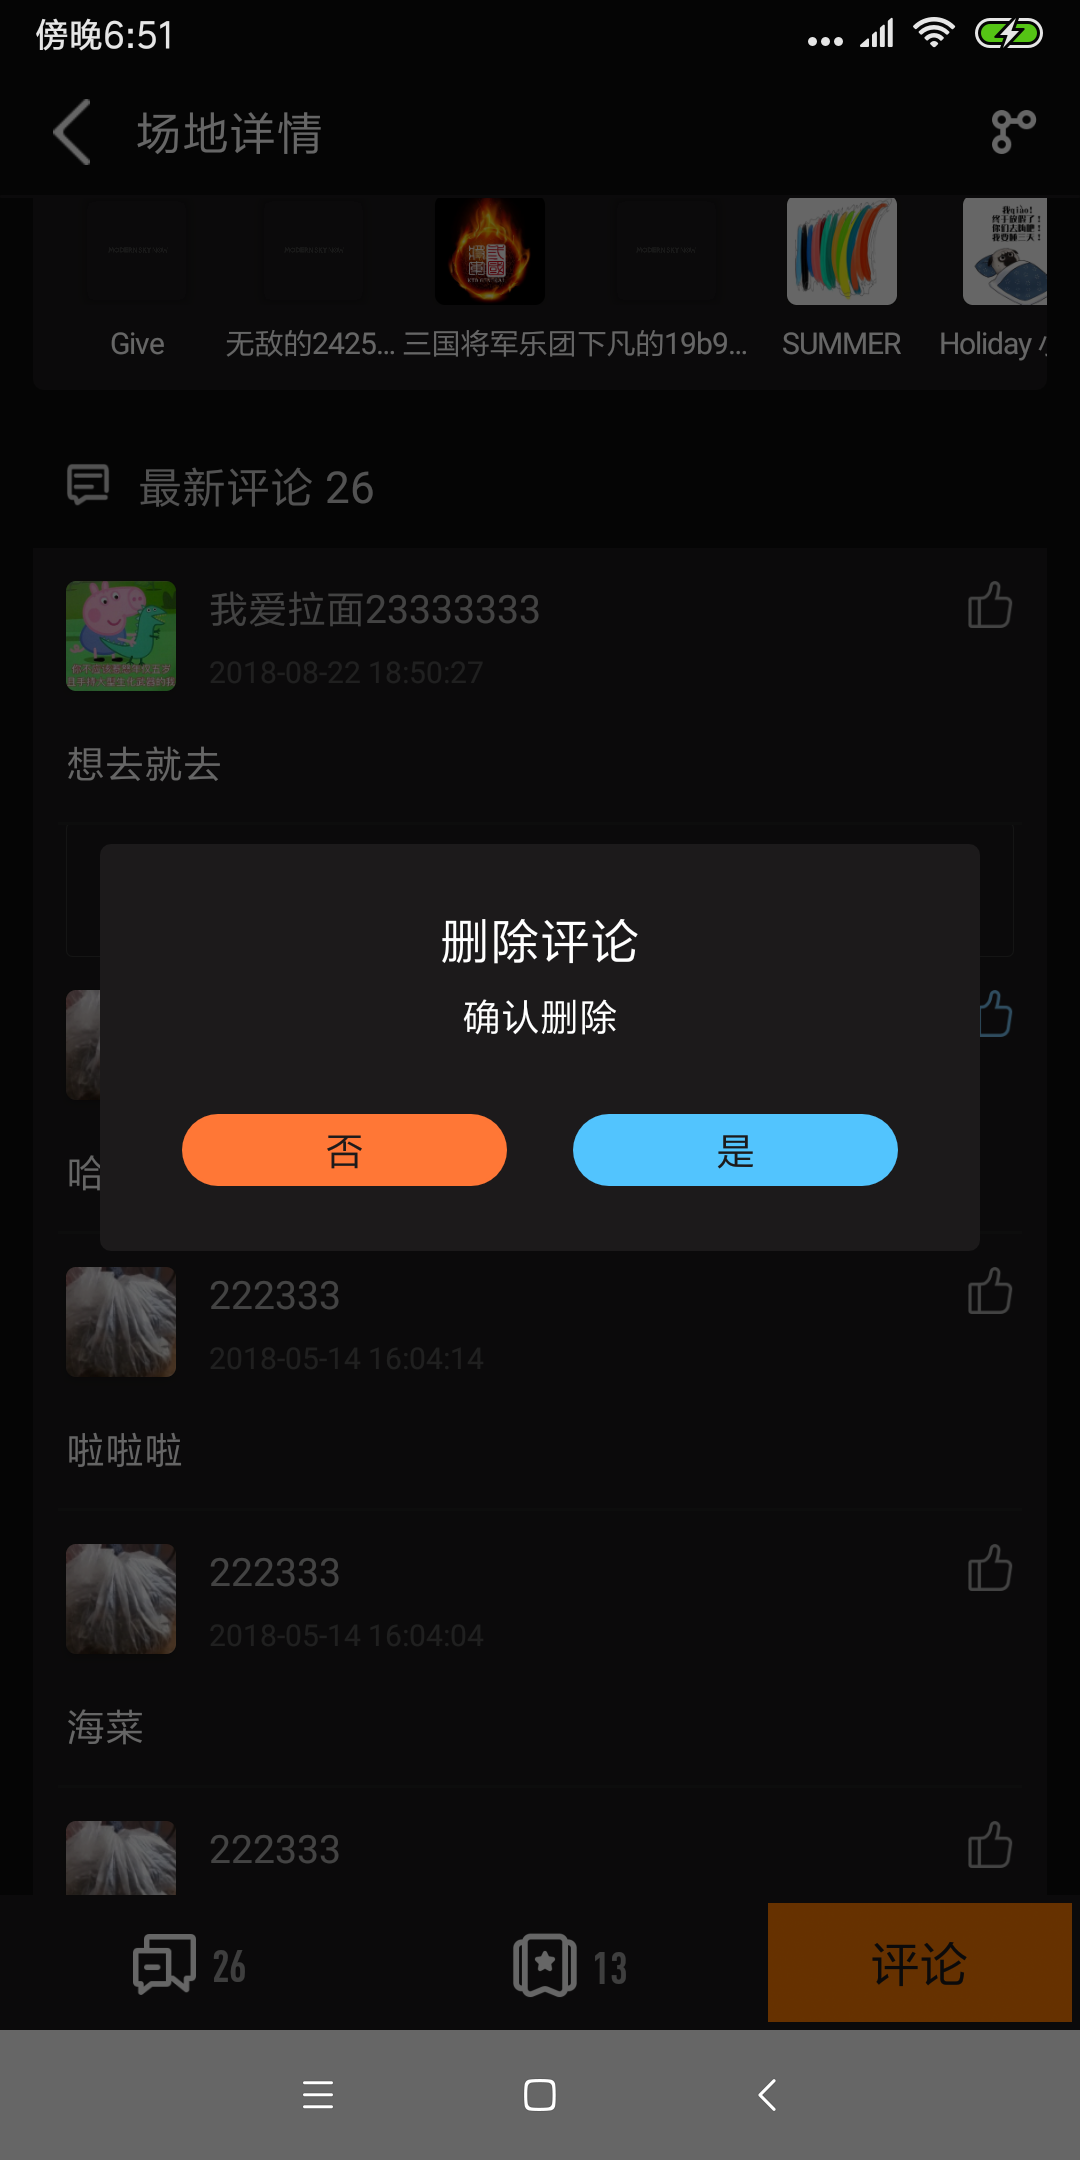 傍晚6:51
场地详情
Give
无敌的2425...
三国将军乐团
下凡的19b9...
SUMMER
Holiday
最新评论 26
我爱拉面23333333
2018-08-22 18:50:27
想去就去
删除评论
确认删除
否
是
哈
222333
2018-05-14 16:04:14
啦啦啦
222333
2018-05-14 16:04:04
海菜
222333
26
13
评论